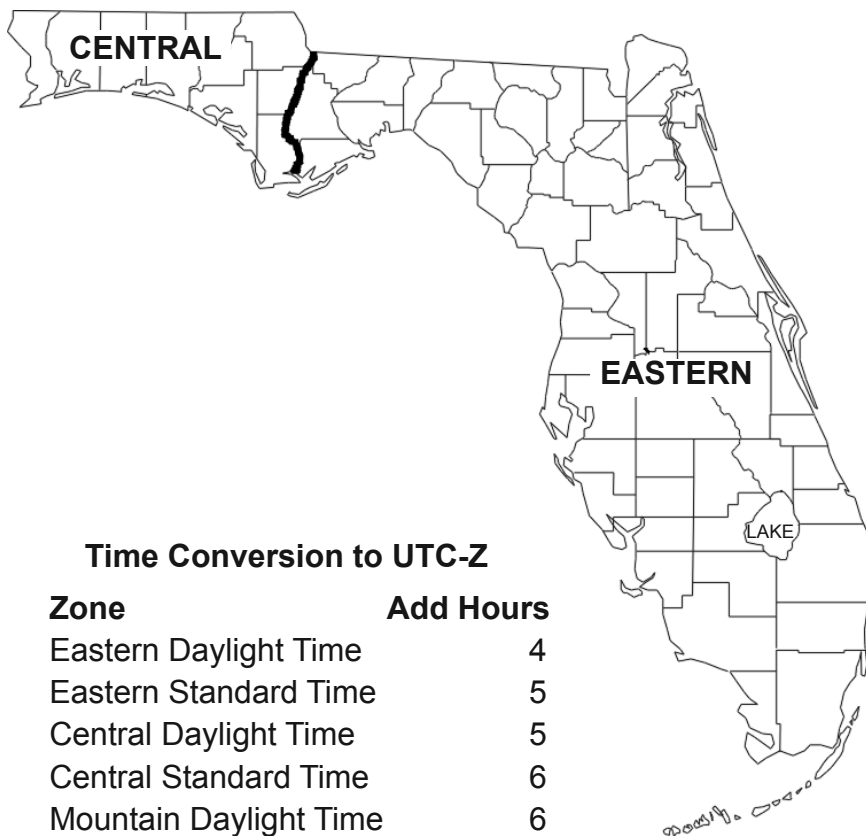 CENTRAL
EASTERN
LAKE
Time Conversion to UTC-Z
Zone Add Hours
Eastern Daylight Time 4
Eastern Standard Time 5
Central Daylight Time 5
Central Standard Time 6
Mountain Daylight Time 6